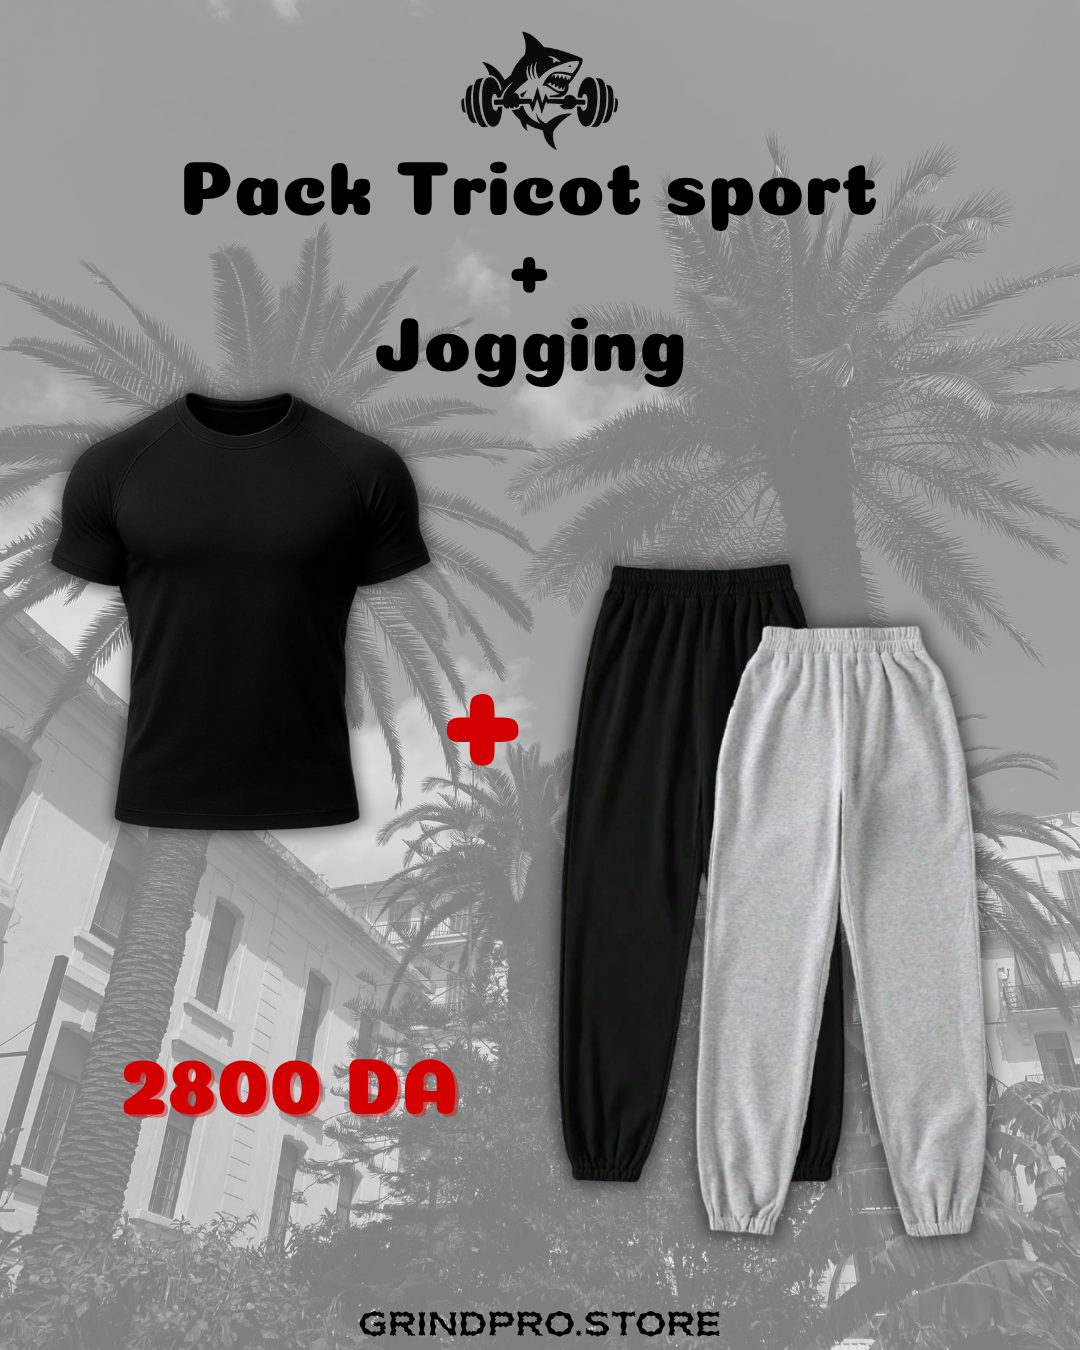 Pack Tricot sport
+
Jogging
+
2800 DA
GRINDPRO.STORE